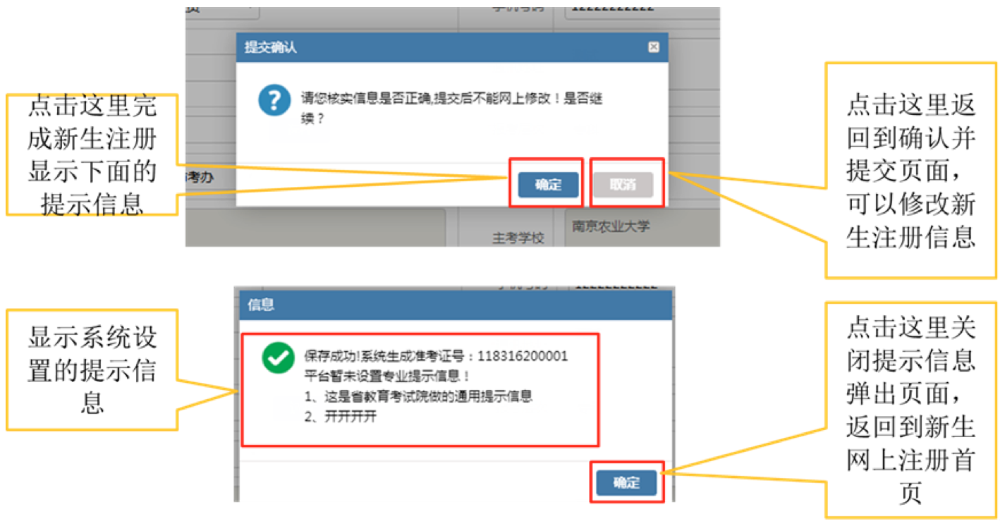 12222222222
提交确认
请您核实信息是否正确,提交后不能网上修改！是否继
续？
确定
取消
考办
主考学校
南京农业大学
点击这里完
成新生注册
显示下面的
提示信息
点击这里返
回到确认并
提交页面，
可以修改新
生注册信息
信息
保存成功!系统生成准考证号：118316200001
平台暂未设置专业提示信息！
1、这是省教育考试院做的通用提示信息
2、开开开开
确定
显示系统设
置的提示信
息
点击这里关
闭提示信息
弹出页面，
返回到新生
网上注册首
页